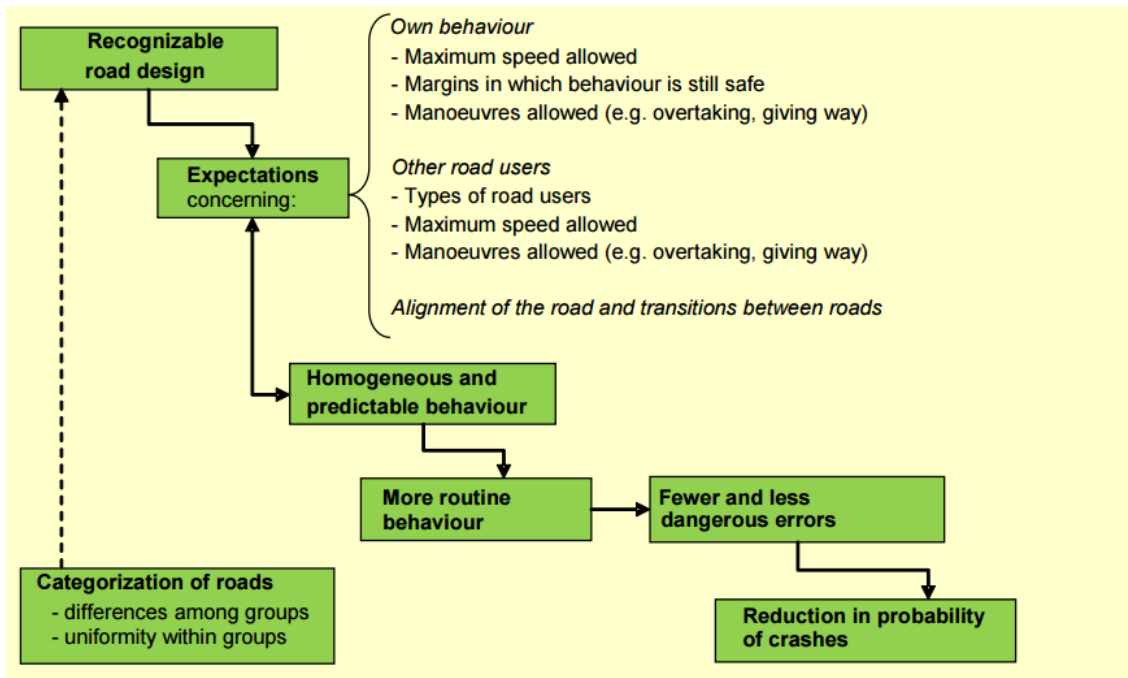 Recognizable
road design
Own behaviour
- Maximum speed allowed
- Margins in which behaviour is still safe
- Manoeuvres allowed (e.g. overtaking, giving way)
Expectations
concerning:
Other road users
- Types of road users
- Maximum speed allowed
- Manoeuvres allowed (e.g. overtaking, giving way)
Alignment of the road and transitions between roads
Homogeneous and
predictable behaviour
More routine
behaviour
Fewer and less
dangerous errors
Categorization of roads
- differences among groups
- uniformity within groups
Reduction in probability
of crashes